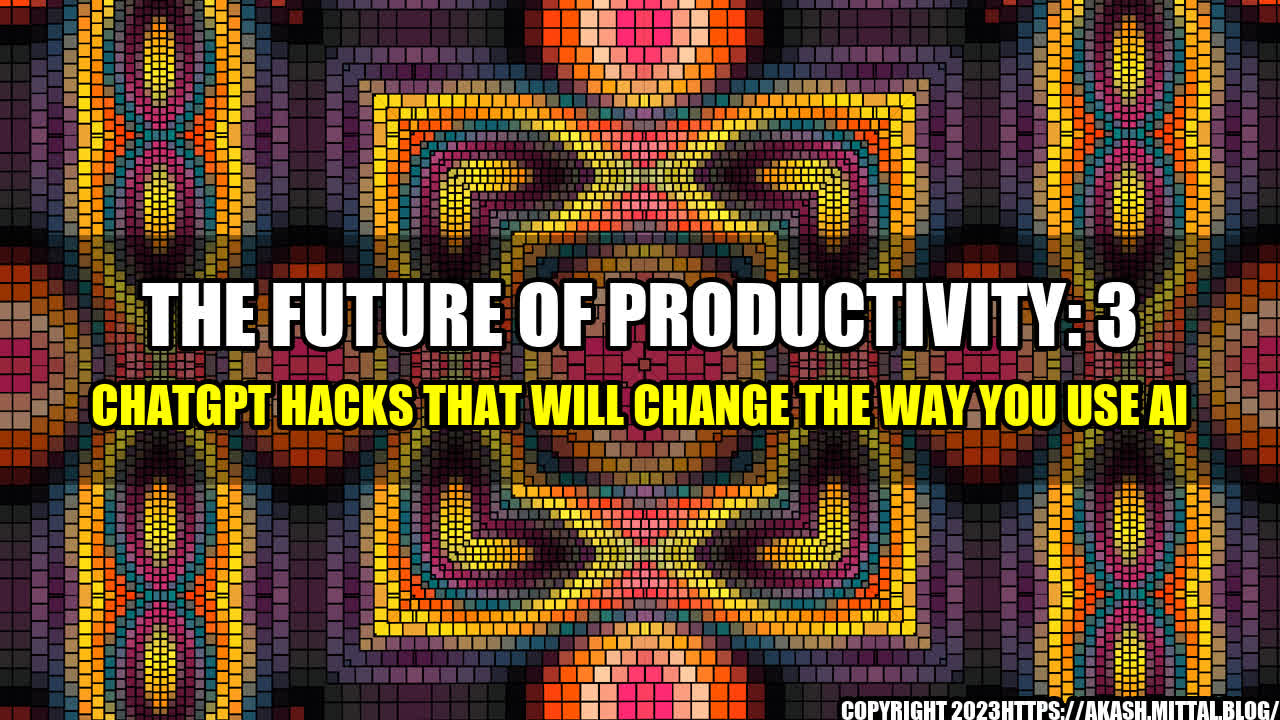 THE FUTURE OF PRODUCTIVITY: 3
CHATGPT HACKS THAT WILL CHANGE THE WAY YOU USE AI
COPYRIGHT 2023HTTPS://AKASH.MITTAL.BLOG/